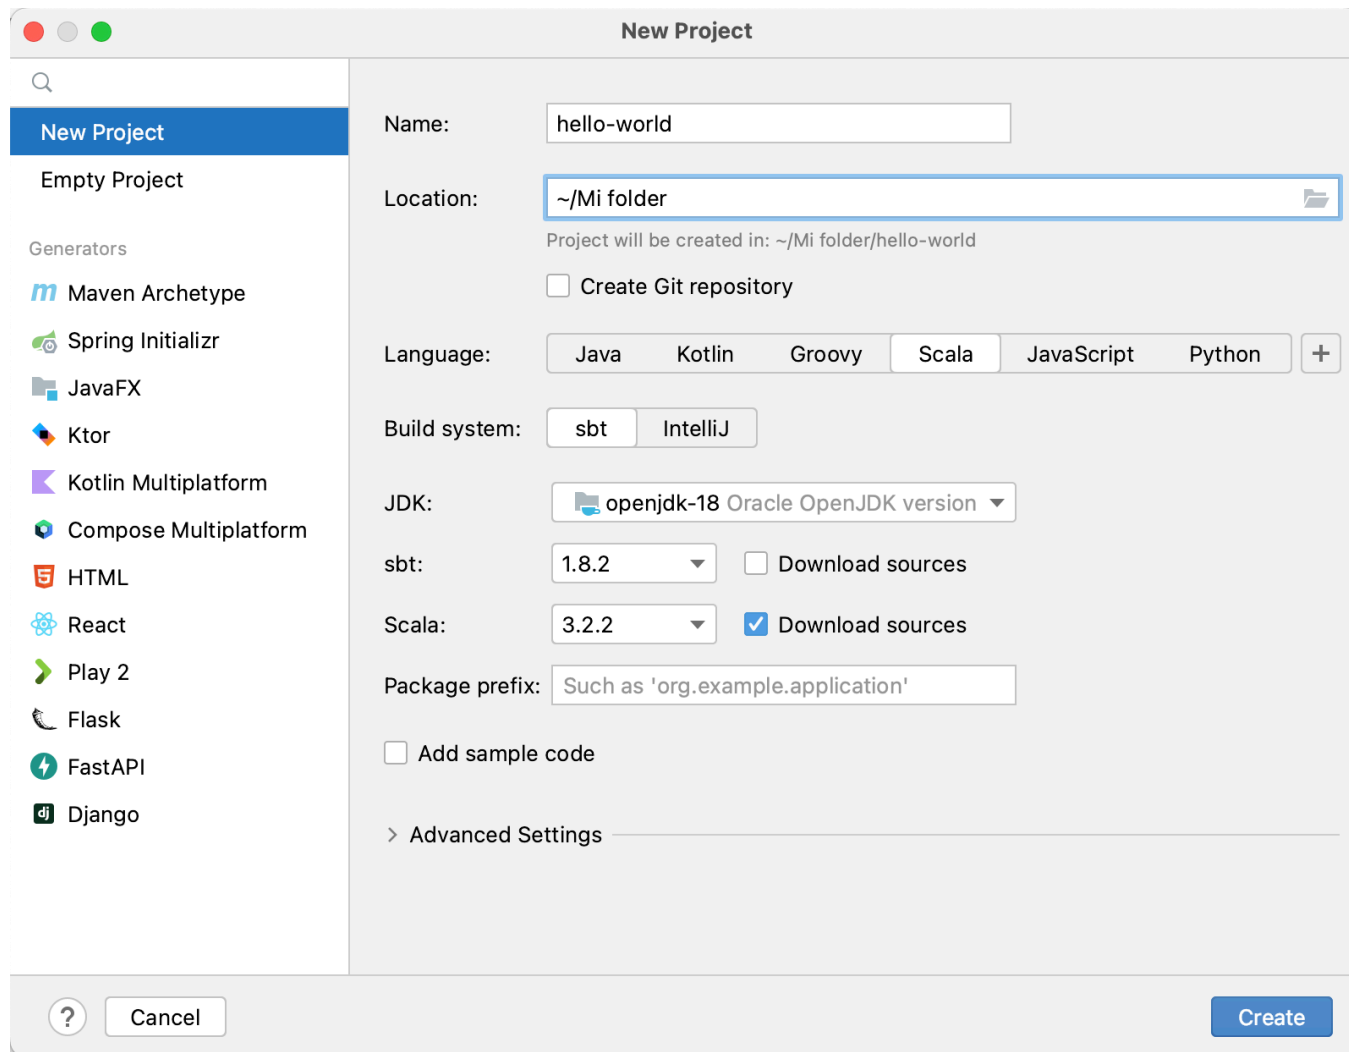 New Project
New Project
Empty Project
Generators
Maven Archetype
Spring Initializr
JavaFX
Ktor
Kotlin Multiplatform
Compose Multiplatform
HTML
React
Play 2
Flask
FastAPI
dj Django
Name: hello-world
Location: ~/Mi folder
Project will be created in: ~/Mi folder/hello-world
Create Git repository
Language: Java Kotlin Groovy Scala JavaScript Python +
Build system: sbt IntelliJ
JDK: openjdk-18 Oracle OpenJDK version
sbt: 1.8.2 Download sources
Scala: 3.2.2 Download sources
Package prefix: Such as 'org.example.application'
Add sample code
Advanced Settings
? Cancel Create